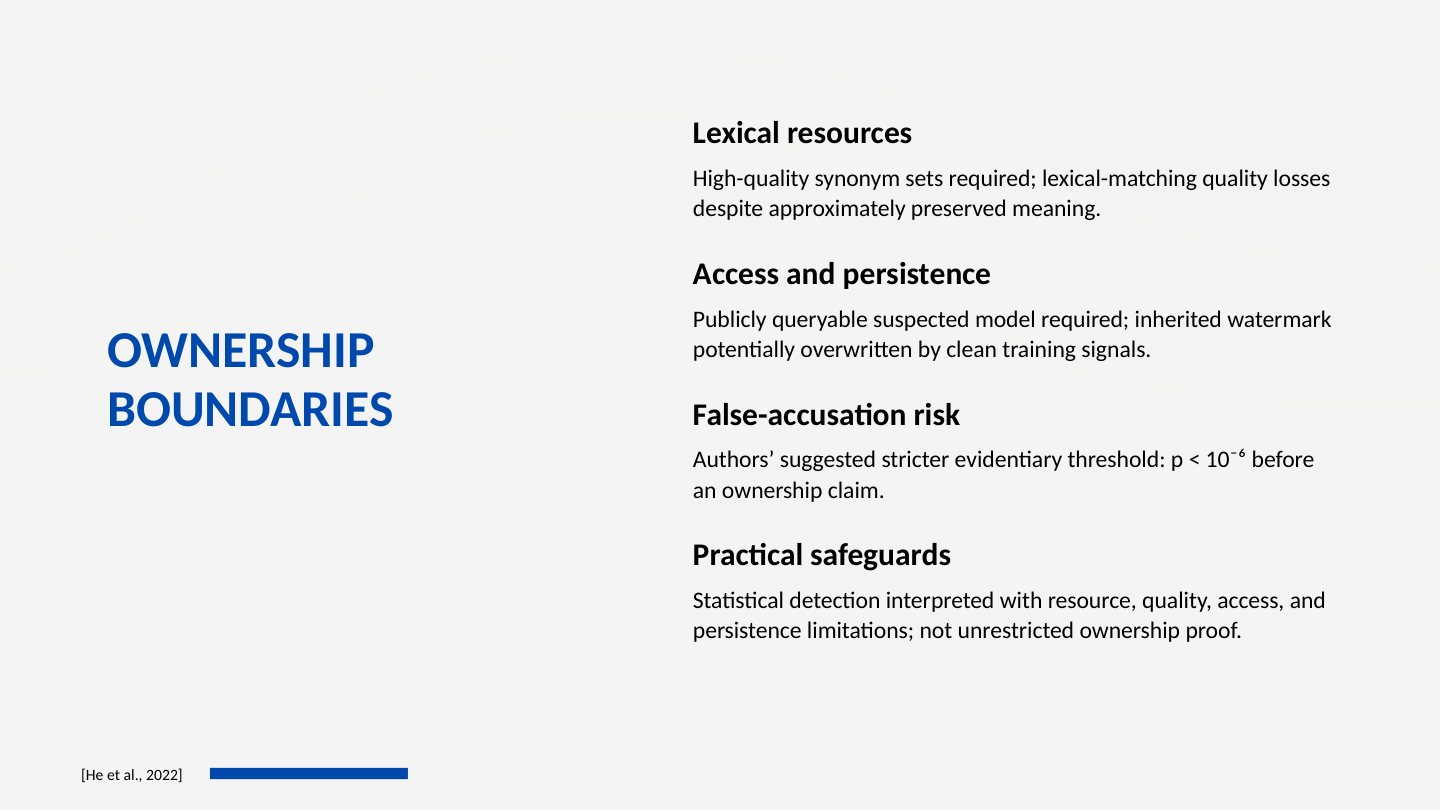 OWNERSHIP
BOUNDARIES
Lexical resources
High-quality synonym sets required; lexical-matching quality losses
despite approximately preserved meaning.
Access and persistence
Publicly queryable suspected model required; inherited watermark
potentially overwritten by clean training signals.
False-accusation risk
Authors’ suggested stricter evidentiary threshold: p < 10⁻⁶ before
an ownership claim.
Practical safeguards
Statistical detection interpreted with resource, quality, access, and
persistence limitations; not unrestricted ownership proof.
[He et al., 2022]